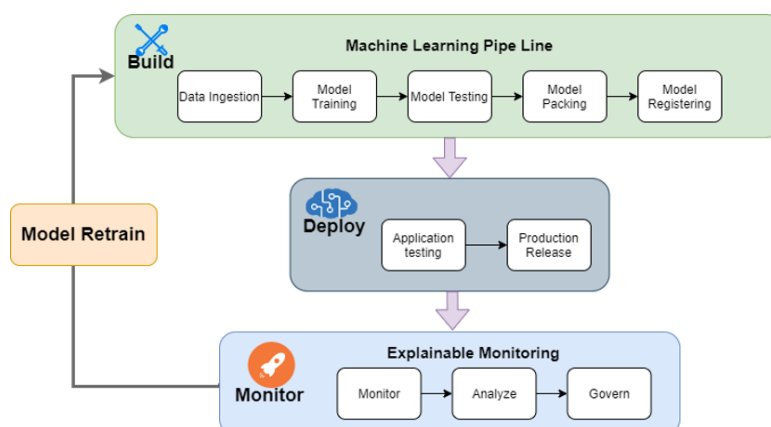 Machine Learning Pipe Line
Build
Data Ingestion
Model
Training
Model Testing
Model
Packing
Model
Registering
Model Retrain
Deploy
Application
testing
Production
Release
Explainable Monitoring
Monitor
Monitor
Analyze
Govern